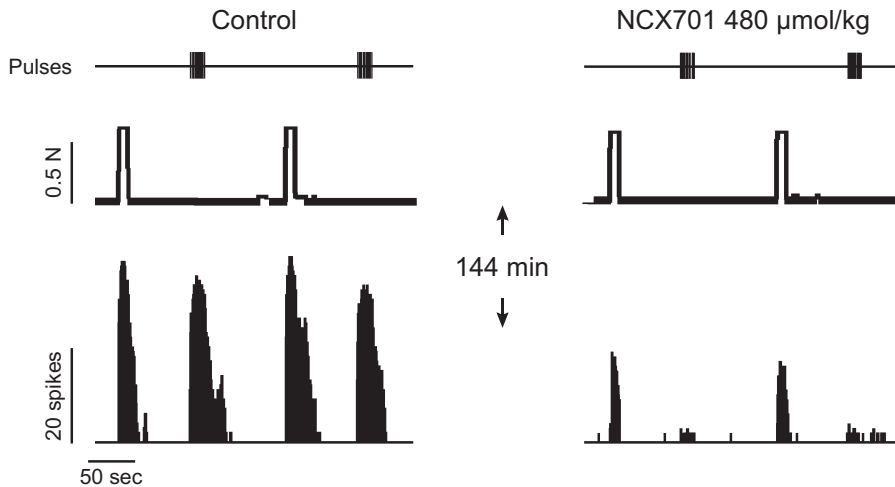 Control
NCX701 480 μmol/kg
Pulses
0.5 N
144 min
20 spikes
50 sec